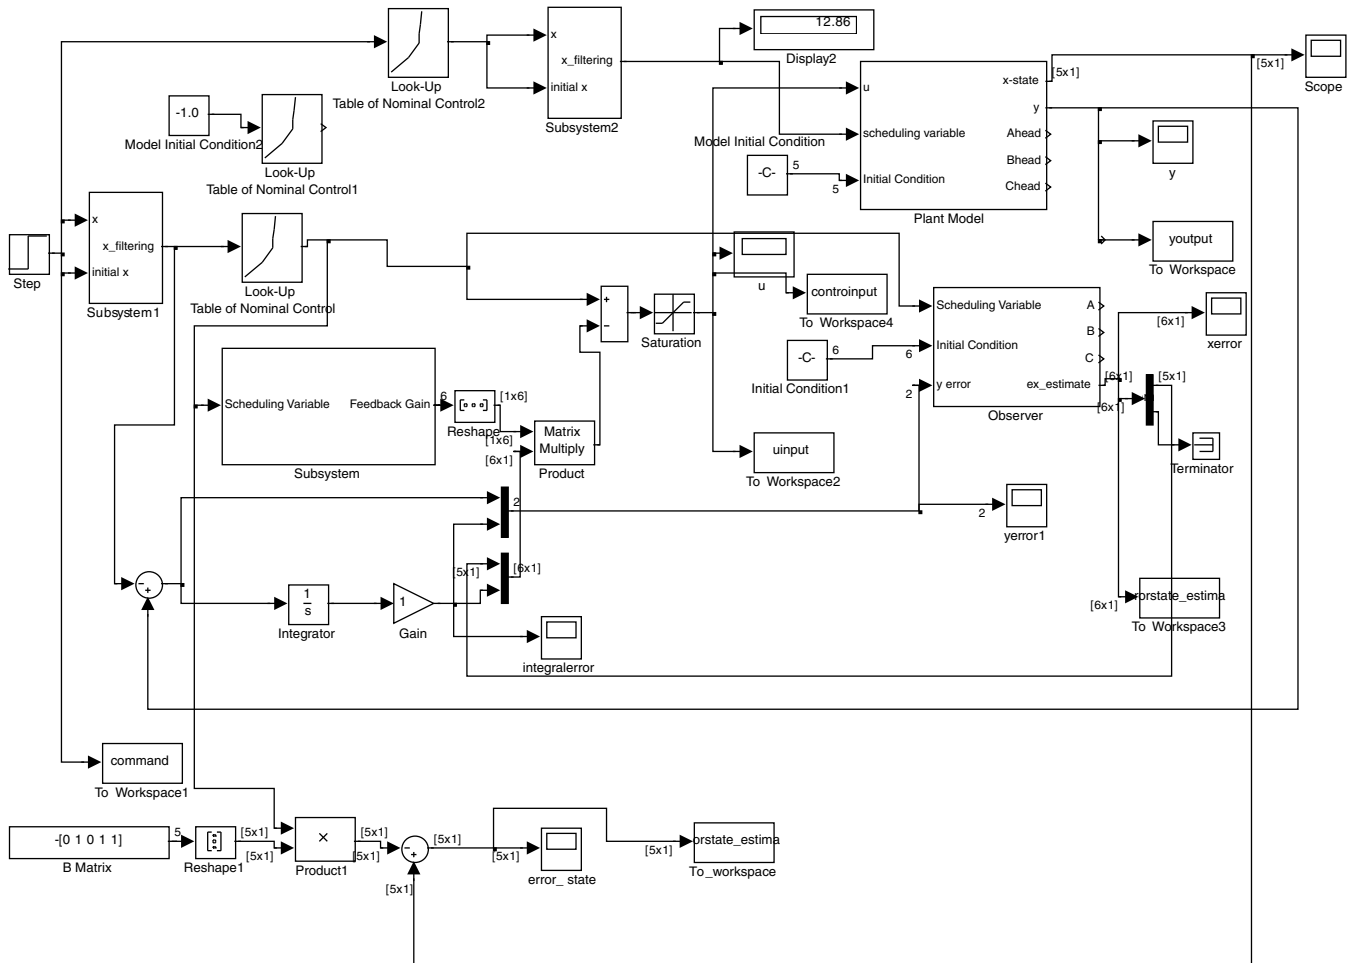 12.86
Display2
x
x_filtering
initial x
Subsystem2
Look-Up
Table of Nominal Control2
-1.0
Model Initial Condition2
Look-Up
Table of Nominal Control1
x-state
[5x1]
u
y
scheduling variable
Ahead
Bhead
Initial Condition
Chead
Plant Model
[5x1]
Scope
y
Model Initial Condition
-C-
5
5
youtput
To Workspace
Step
x
x_filtering
initial x
Subsystem1
Look-Up
Table of Nominal Control
+
−
Saturation
u
controinput
To Workspace4
-C-
6
6
Initial Condition1
Scheduling Variable
A
B
Initial Condition
C
y error
ex_estimate
2
Observer
[6x1]
xerror
[6x1]
[5x1]
[6x1]
Terminator
Scheduling Variable
Feedback Gain
Subsystem
6
[1x6]
Reshape
[1x6]
[6x1]
Matrix
Multiply
Product
uinput
To Workspace2
2
2
yerror1
[5x1]
[6x1]
−
+
1
s
Integrator
1
Gain
integralerror
[6x1]
orstate_estima
To Workspace3
command
To Workspace1
-[0 1 0 1 1]
B Matrix
5
Reshape1
[5x1]
[5x1]
×
Product1
[5x1]
[5x1]
−
+
[5x1]
[5x1]
[5x1]
error_ state
[5x1]
orstate_estima
To_workspace